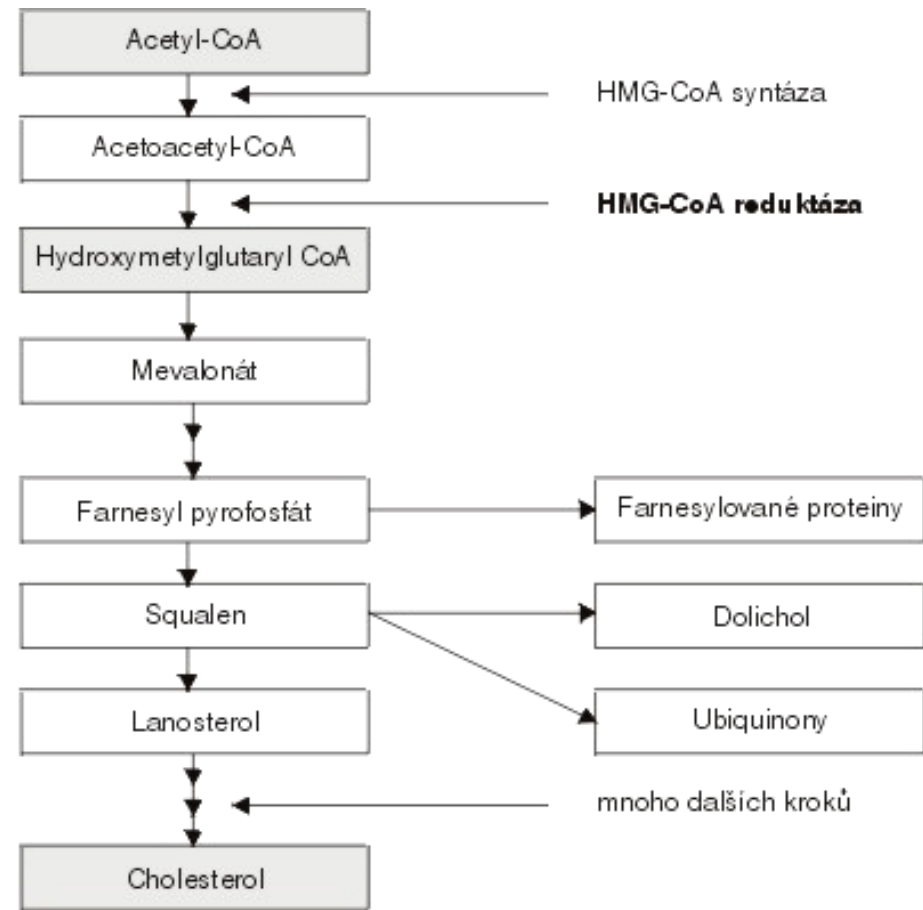 Acetyl-CoA
HMG-CoA syntáza
Acetoacetyl-CoA
HMG-CoA reduktáza
Hydroxymetylglutaryl CoA
Mevalonát
Farnesyl pyrofosfát
Farnesylované proteiny
Squalen
Dolichol
Lanosterol
Ubiquinony
mnoho dalších kroků
Cholesterol